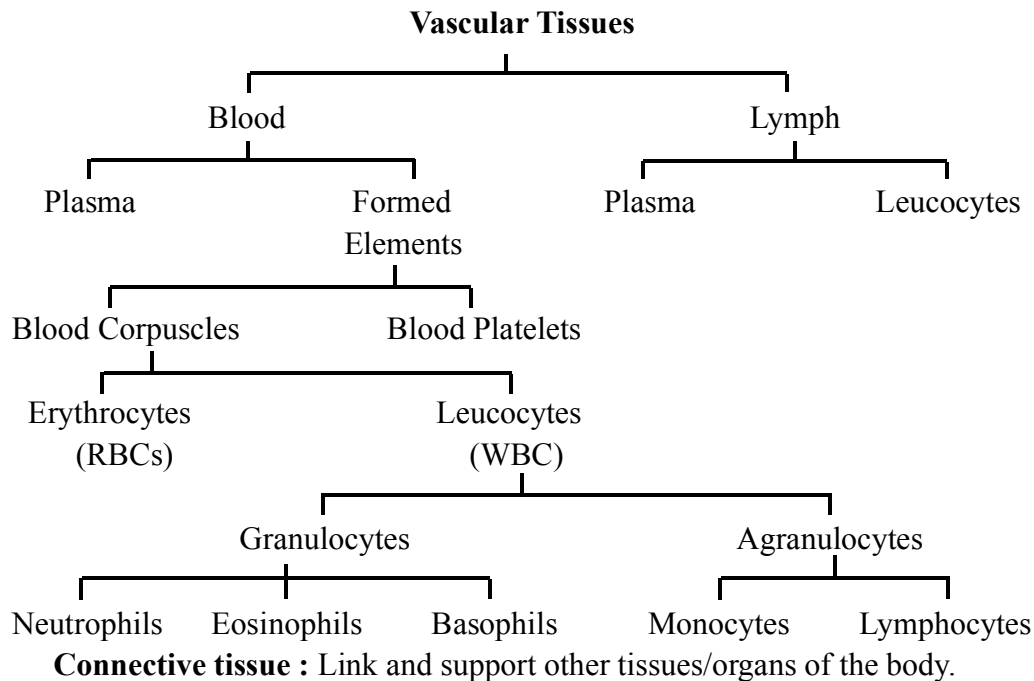 Vascular Tissues
Blood Lymph
Plasma Formed Plasma Leucocytes
Elements
Blood Corpuscles Blood Platelets
Erythrocytes Leucocytes
(RBCs) (WBC)
Granulocytes Agranulocytes
Neutrophils Eosinophils Basophils Monocytes Lymphocytes
Connective tissue : Link and support other tissues/organs of the body.